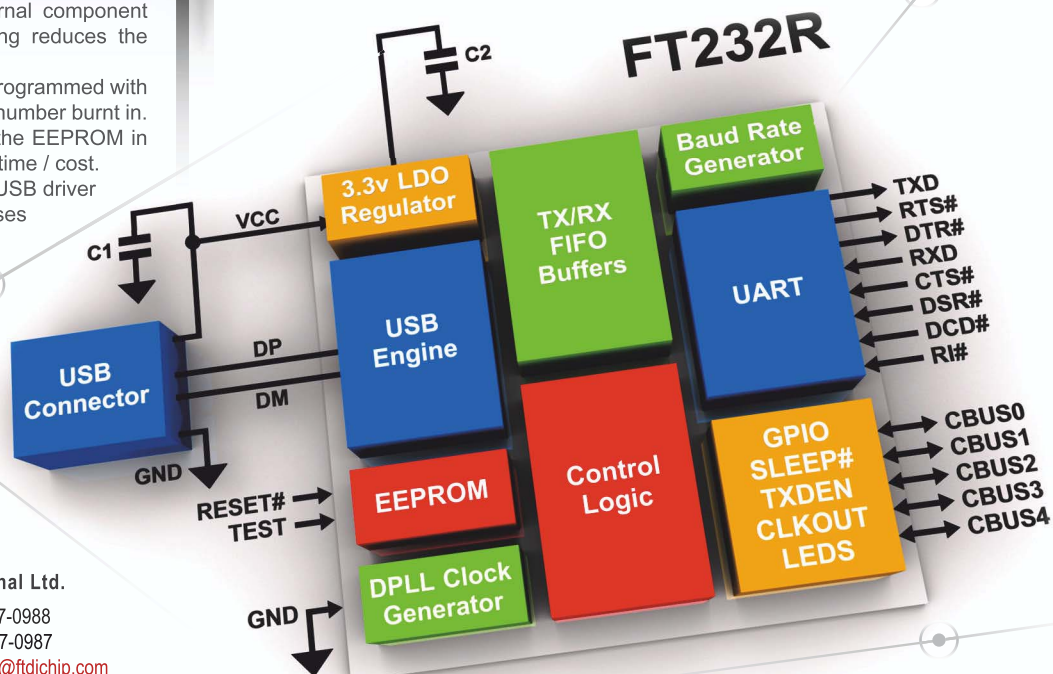 rnal component
ng reduces the
rogrammed with
number burnt in.
the EEPROM in
time / cost.
USB driver
ses
FT232R
C2
3.3v LDO
Regulator
TX/RX
FIFO
Buffers
Baud Rate
Generator
VCC
C1
USB
Engine
UART
TXD
RTS#
DTR#
RXD
CTS#
DSR#
DCD#
RI#
USB
Connector
DP
DM
GND
RESET#
TEST
EEPROM
Control
Logic
GPIO
SLEEP#
TXDEN
CLKOUT
LEDS
CBUS0
CBUS1
CBUS2
CBUS3
CBUS4
DPLL Clock
Generator
GND
nal Ltd.
7-0988
7-0987
@ftdichip.com